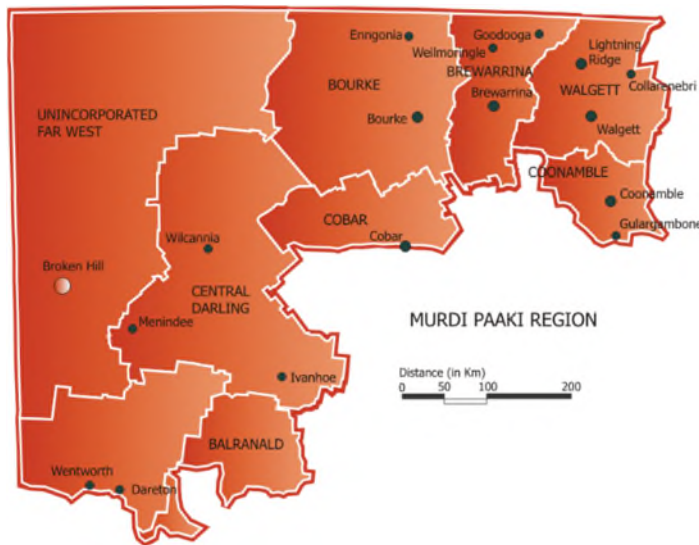 Enngonia
Goodooga
Weilmoringle
Lightning
Ridge
BREWARRINA
Collarenebri
BOURKE
WALGETT
UNINCORPORATED
FAR WEST
Brewarrina
Bourke
Walgett
COONAMBLE
Coonemble
COBAR
Gulargambone
Cobar
Wilcannia
Broken Hill
CENTRAL
DARLING
Menindee
MURDI PAAKI REGION
Ivanhoe
Distance (in Km)
0 50 100 200
BALRANALD
Wentworth
Dareton